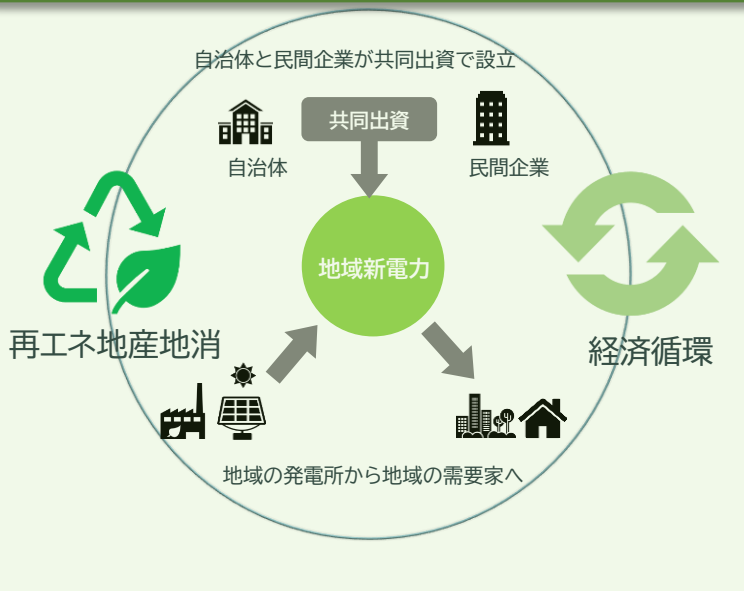 自治体と民間企業が共同出資で設立
共同出資
自治体
民間企業
地域新電力
再エネ地産地消
経済循環
地域の発電所から地域の需要家へ